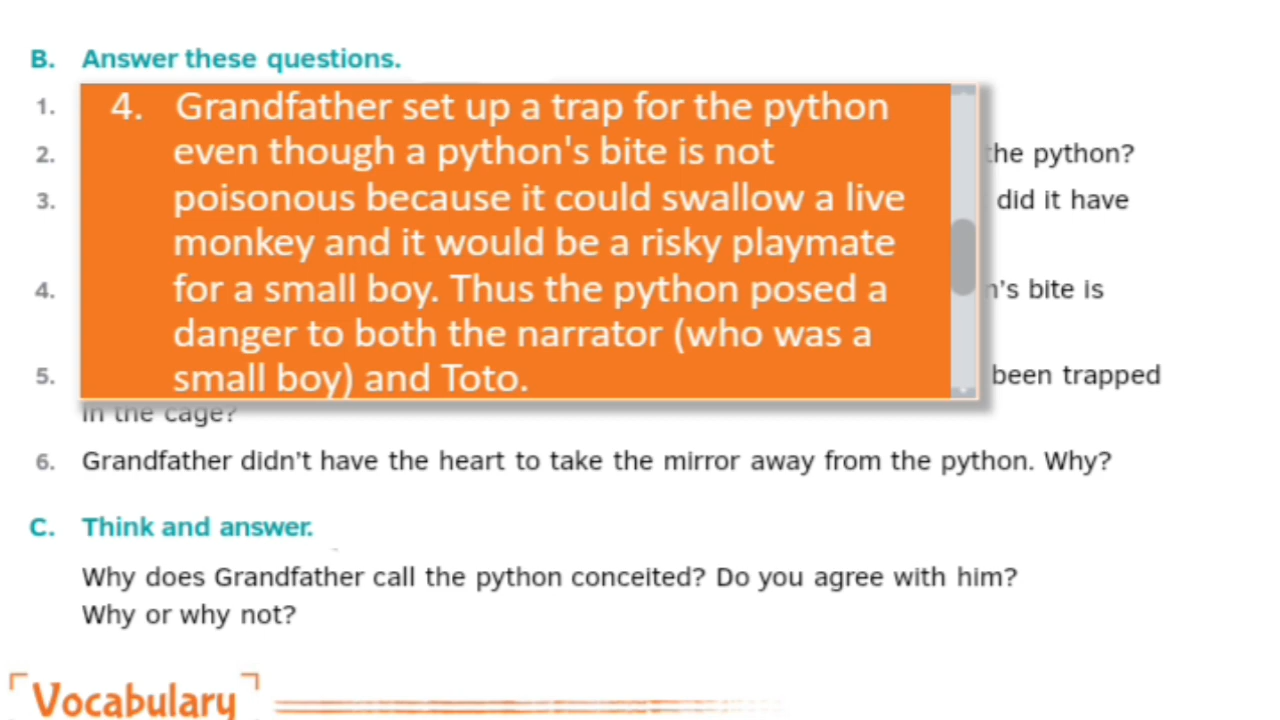 B. Answer these questions.
1.
4. Grandfather set up a trap for the python
even though a python's bite is not
poisonous because it could swallow a live
monkey and it would be a risky playmate
for a small boy. Thus the python posed a
danger to both the narrator (who was a
small boy) and Toto.
2. the python?
3. did it have
4. n's bite is
5. been trapped
in the cage?
6. Grandfather didn't have the heart to take the mirror away from the python. Why?
C. Think and answer.
Why does Grandfather call the python conceited? Do you agree with him?
Why or why not?
Vocabulary